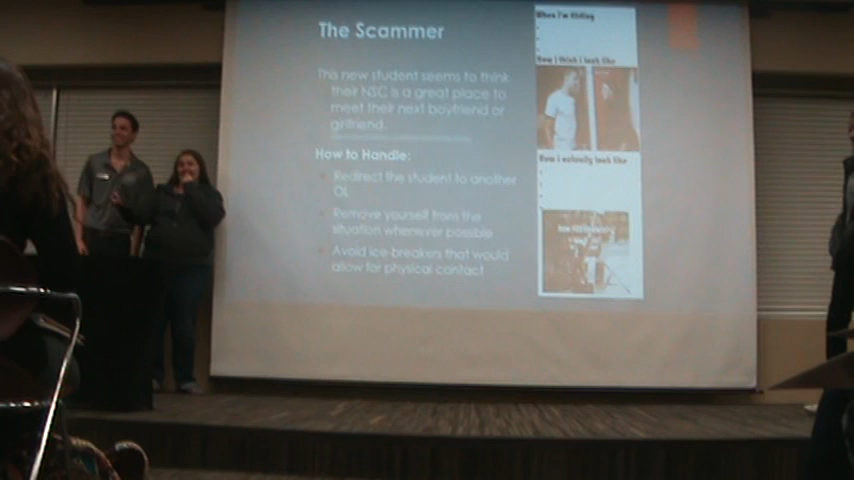 The Scammer
This new student seems to think
their NSC is a great place to
meet their next boyfriend or
girlfriend.
How to Handle:
Redirect the student to another
OL
Remove yourself from the
situation whenever possible
Avoid ice-breakers that would
allow for physical contact
When I'm flirting
How i think i look like
How i actually look like